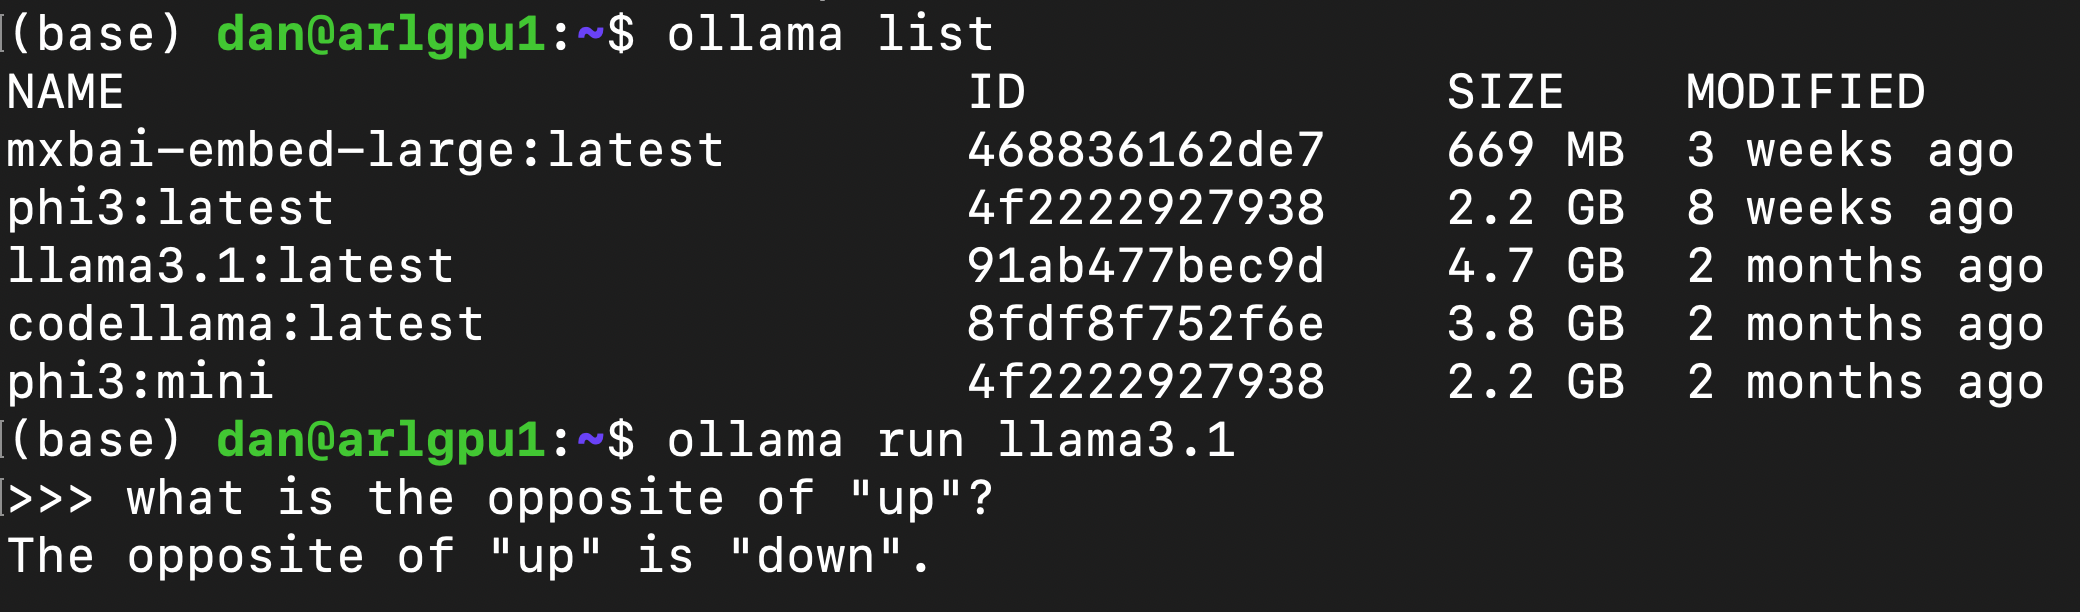 (base) dan@arlgpu1:~$ ollama list
NAME ID SIZE MODIFIED
mxbai-embed-large:latest 468836162de7 669 MB 3 weeks ago
phi3:latest 4f2222927938 2.2 GB 8 weeks ago
llama3.1:latest 91ab477bec9d 4.7 GB 2 months ago
codellama:latest 8fdf8f752f6e 3.8 GB 2 months ago
phi3:mini 4f2222927938 2.2 GB 2 months ago
(base) dan@arlgpu1:~$ ollama run llama3.1
>>> what is the opposite of "up"?
The opposite of "up" is "down".